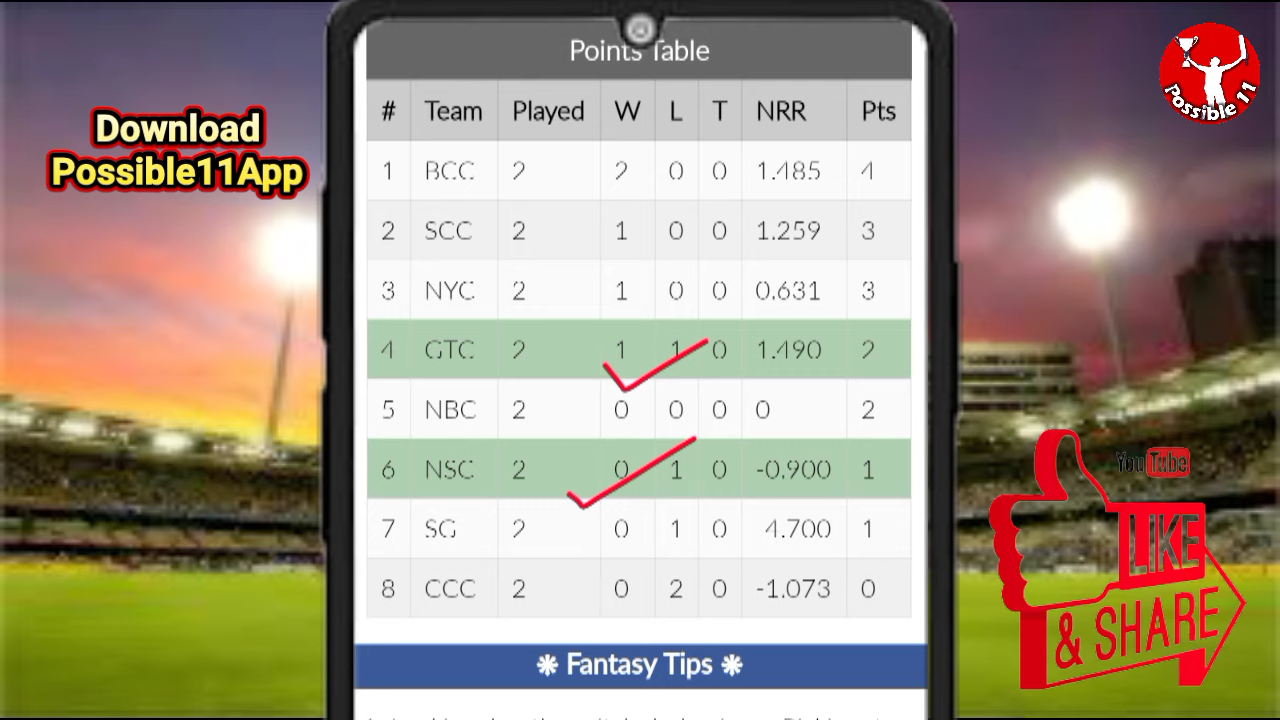 Points Table
# Team Played W L T NRR Pts
1 BCC 2 2 0 0 1.485 4
2 SCC 2 1 0 0 1.259 3
3 NYC 2 1 0 0 0.631 3
4 GTC 2 1 1 0 1.490 2
5 NBC 2 0 0 0 0 2
6 NSC 2 0 1 0 -0.900 1
7 SG 2 0 1 0 4.700 1
8 CCC 2 0 2 0 -1.073 0
❋ Fantasy Tips ❋
Download
Possible11App
Possible 11
YouTube
LIKE
& SHARE